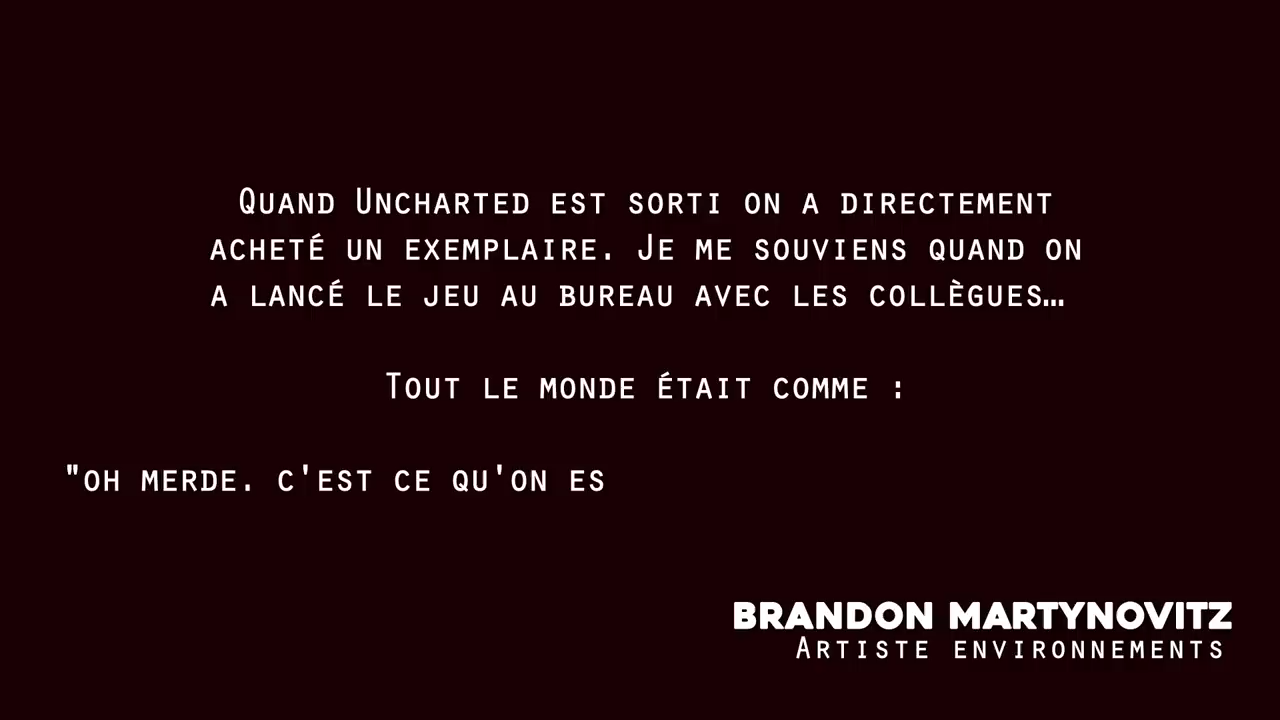 Quand Uncharted est sorti on a directement
acheté un exemplaire. Je me souviens quand on
a lancé le jeu au bureau avec les collègues…
Tout le monde était comme :
"oh merde. c'est ce qu'on es
BRANDON MARTYNOVITZ
Artiste environnements